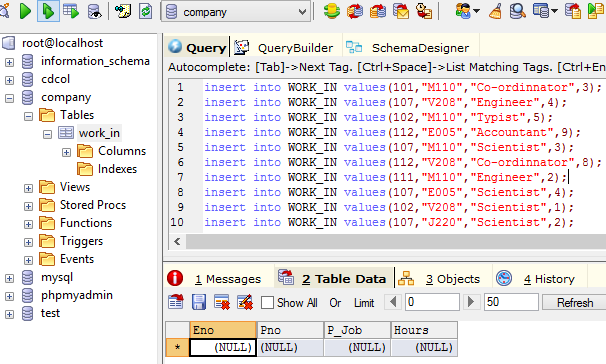 company
root@localhost
information_schema
cdcol
company
Tables
work_in
Columns
Indexes
Views
Stored Procs
Functions
Triggers
Events
mysql
phpmyadmin
test
Query QueryBuilder SchemaDesigner
Autocomplete: [Tab]->Next Tag. [Ctrl+Space]->List Matching Tags. [Ctrl+En
1 insert into WORK_IN values(101,"M110","Co-ordinnator",3);
2 insert into WORK_IN values(107,"V208","Engineer",4);
3 insert into WORK_IN values(102,"M110","Typist",5);
4 insert into WORK_IN values(112,"E005","Accountant",9);
5 insert into WORK_IN values(107,"M110","Scientist",3);
6 insert into WORK_IN values(112,"V208","Co-ordinnator",8);
7 insert into WORK_IN values(111,"M110","Engineer",2);
8 insert into WORK_IN values(107,"E005","Scientist",4);
9 insert into WORK_IN values(102,"V208","Scientist",1);
10 insert into WORK_IN values(107,"J220","Scientist",2);
1 Messages 2 Table Data 3 Objects 4 History
Show All Or Limit 0 50 Refresh
Eno Pno P_Job Hours
* (NULL) (NULL) (NULL) (NULL)